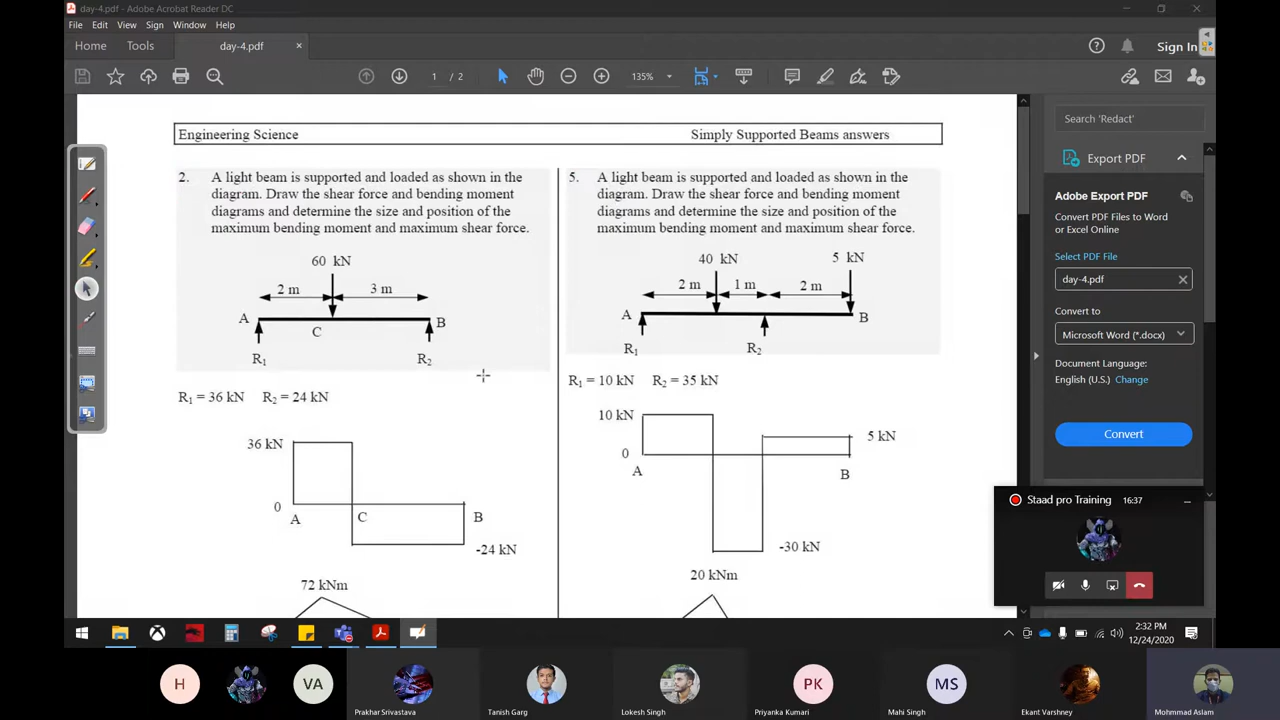 day-4.pdf - Adobe Acrobat Reader DC
File Edit View Sign Window Help
Home Tools day-4.pdf × Sign In
1 / 2 135%
Engineering Science Simply Supported Beams answers
2. A light beam is supported and loaded as shown in the
diagram. Draw the shear force and bending moment
diagrams and determine the size and position of the
maximum bending moment and maximum shear force.
60 kN
2 m 3 m
A B
C
R1 R2
R1 = 36 kN R2 = 24 kN
36 kN
0
A C B
-24 kN
72 kNm
5. A light beam is supported and loaded as shown in the
diagram. Draw the shear force and bending moment
diagrams and determine the size and position of the
maximum bending moment and maximum shear force.
40 kN 5 kN
2 m 1 m 2 m
A B
R1 R2
R1 = 10 kN R2 = 35 kN
10 kN
5 kN
0
A B
-30 kN
20 kNm
Search 'Redact'
Export PDF
Adobe Export PDF
Convert PDF Files to Word
or Excel Online
Select PDF File
day-4.pdf
Convert to
Microsoft Word (*.docx)
Document Language:
English (U.S.) Change
Convert
Staad pro Training 16:37
2:32 PM
12/24/2020
H
VA
Prakhar Srivastava
Tanish Garg
Lokesh Singh
PK
Priyanka Kumari
MS
Mahi Singh
Ekant Varshney
Mohmmad Aslam